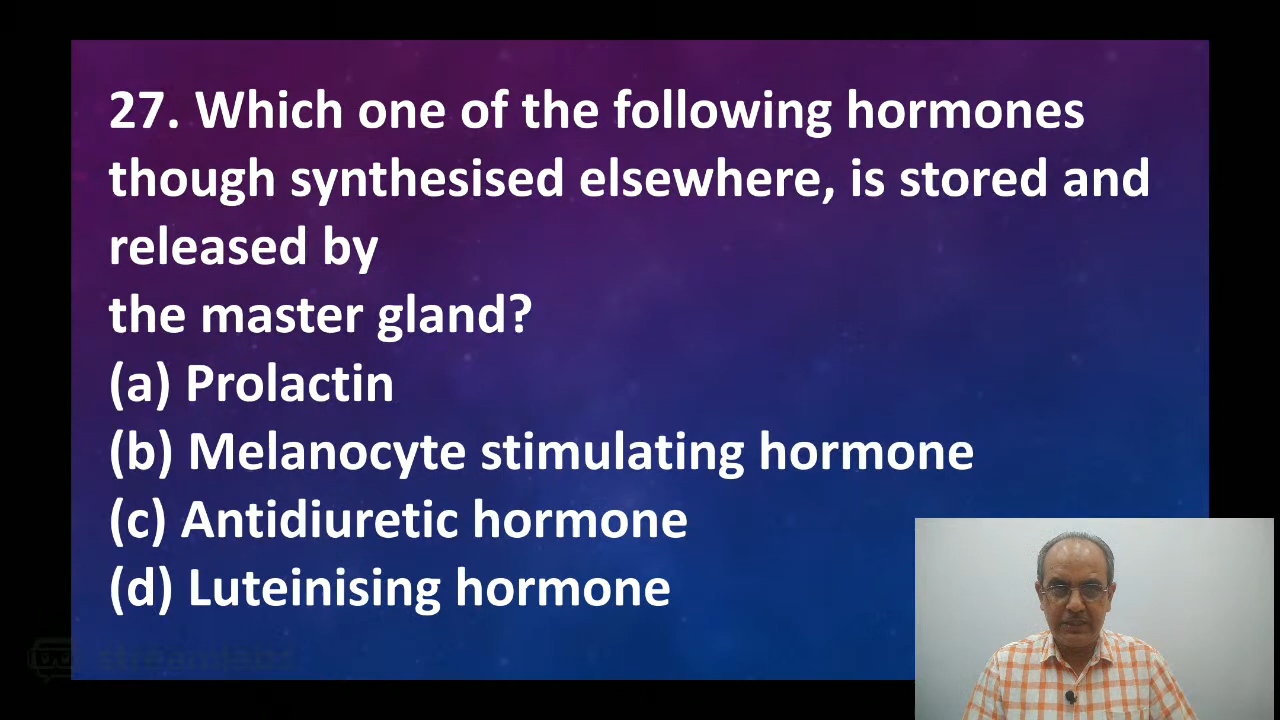 27. Which one of the following hormones
though synthesised elsewhere, is stored and
released by
the master gland?
(a) Prolactin
(b) Melanocyte stimulating hormone
(c) Antidiuretic hormone
(d) Luteinising hormone
streamlabs